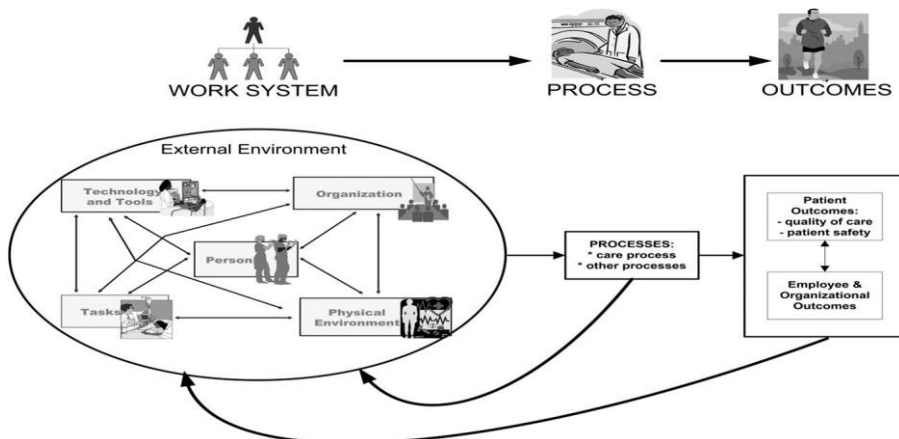 WORK SYSTEM
PROCESS
OUTCOMES
External Environment
Technology
and Tools
Organization
Person
Tasks
Physical
Environment
PROCESSES:
* care process
* other processes
Patient
Outcomes:
- quality of care
- patient safety
Employee &
Organizational
Outcomes